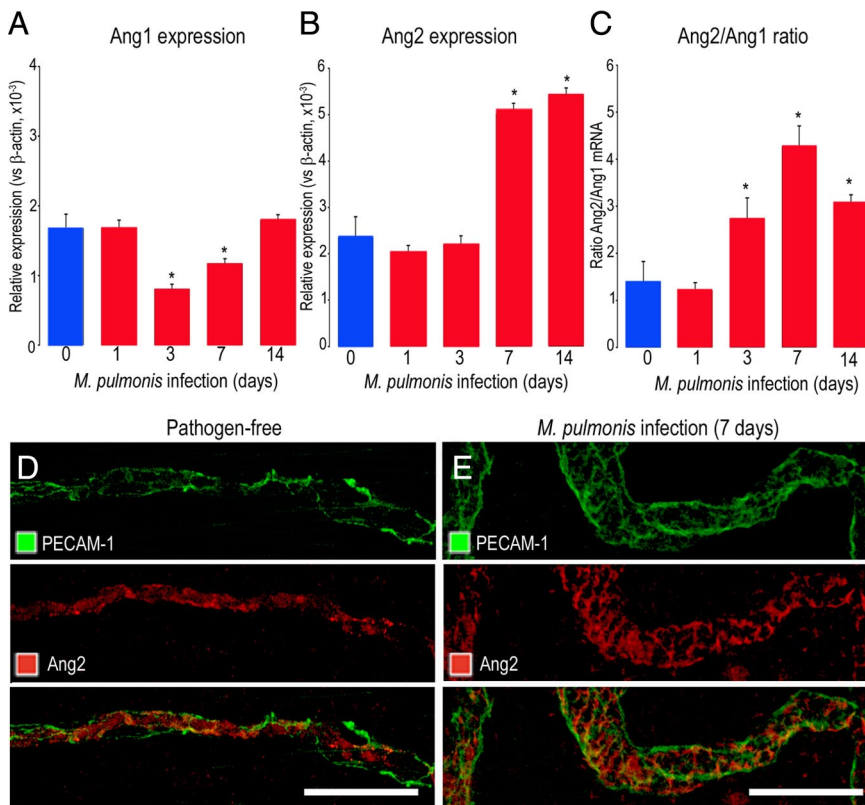 A
Ang1 expression
Relative expresision (vs β-actin, x10-3)
4
3
2
1
0
0 1 3 7 14
* *
M. pulmonis infection (days)
B
Ang2 expression
Relative expression (vs β-actin, x10-3)
6
5
4
3
2
1
0
0 1 3 7 14
* *
M. pulmonis infection (days)
C
Ang2/Ang1 ratio
Ratio Ang2/Ang1 mRNA
6
5
4
3
2
1
0
0 1 3 7 14
* * *
M. pulmonis infection (days)
Pathogen-free
D
PECAM-1
Ang2
M. pulmonis infection (7 days)
E
PECAM-1
Ang2